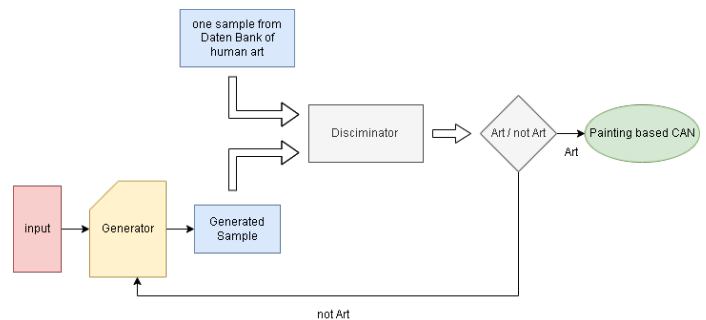 one sample from
Daten Bank of
human art
Disciminator
Art / not Art
Painting based CAN
Art
input
Generator
Generated
Sample
not Art